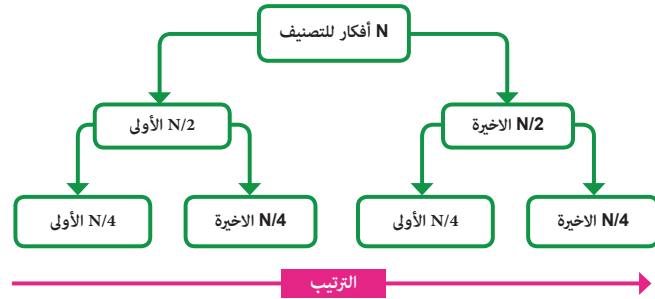 N أفكار للتصنيف
N/2 الأولى
N/2 الاخيرة
N/4 الأولى
N/4 الاخيرة
N/4 الأولى
N/4 الاخيرة
الترتيب